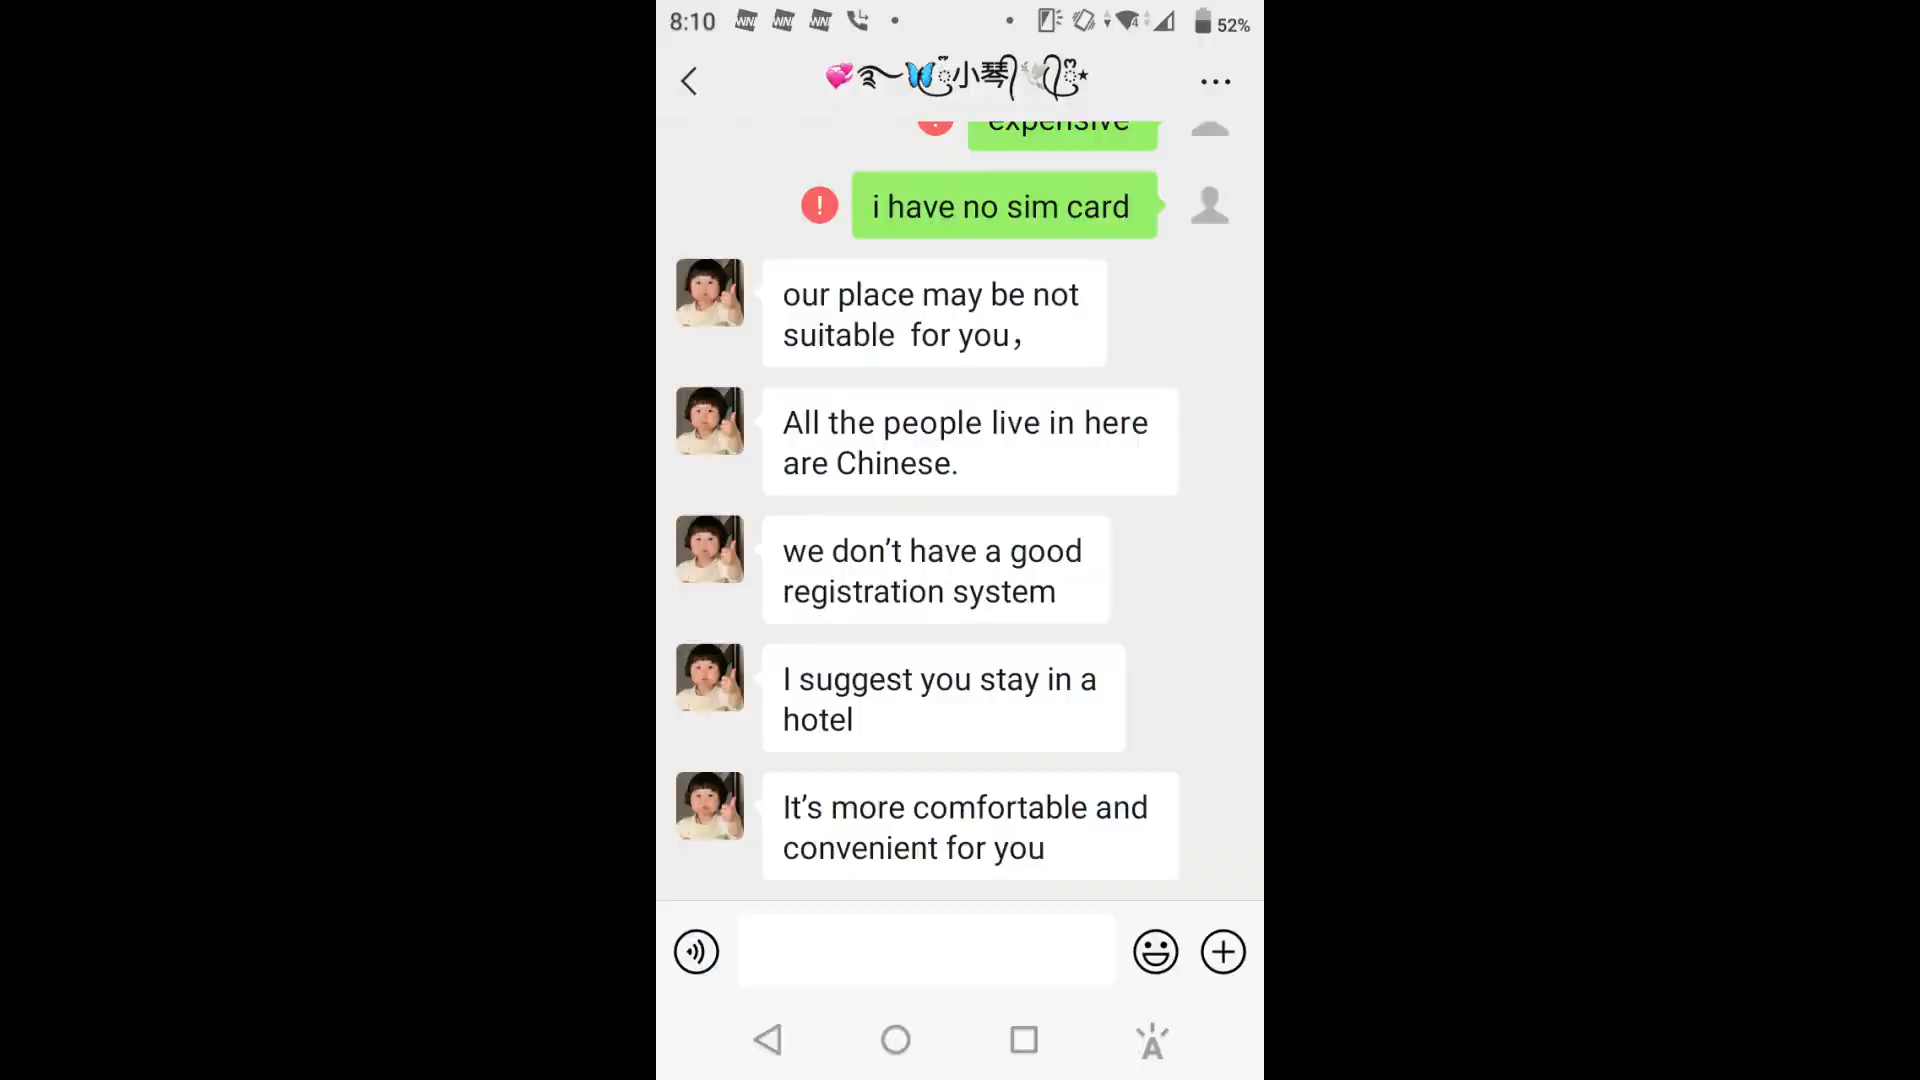 8:10
52%
小琴
expensive
i have no sim card
our place may be not
suitable  for you，
All the people live in here
are Chinese.
we don’t have a good
registration system
I suggest you stay in a
hotel
It’s more comfortable and
convenient for you